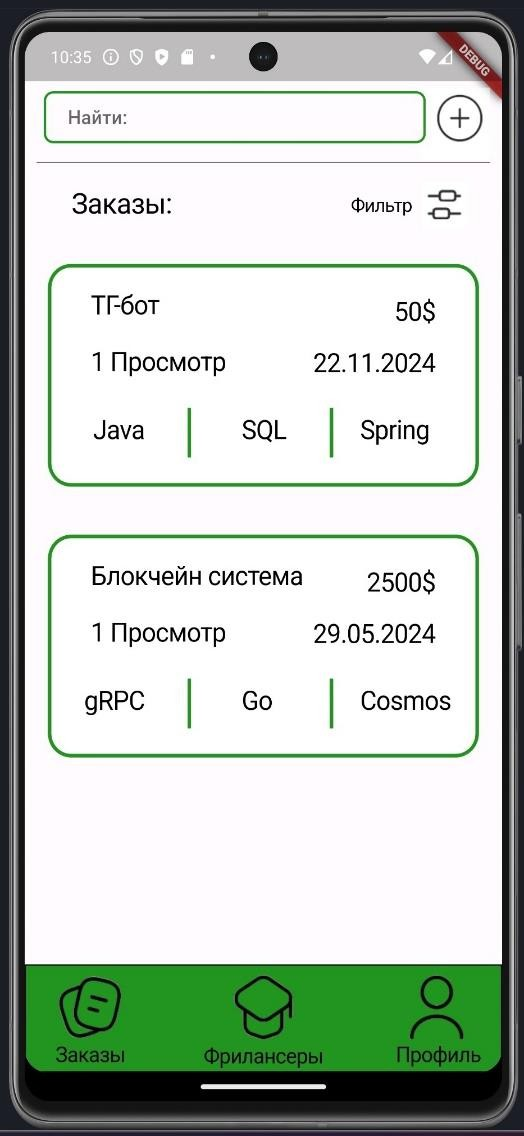 10:35
DEBUG
Найти:
Заказы:
Фильтр
ТГ-бот
50$
1 Просмотр
22.11.2024
Java
SQL
Spring
Блокчейн система
2500$
1 Просмотр
29.05.2024
gRPC
Go
Cosmos
Заказы
Фрилансеры
Профиль